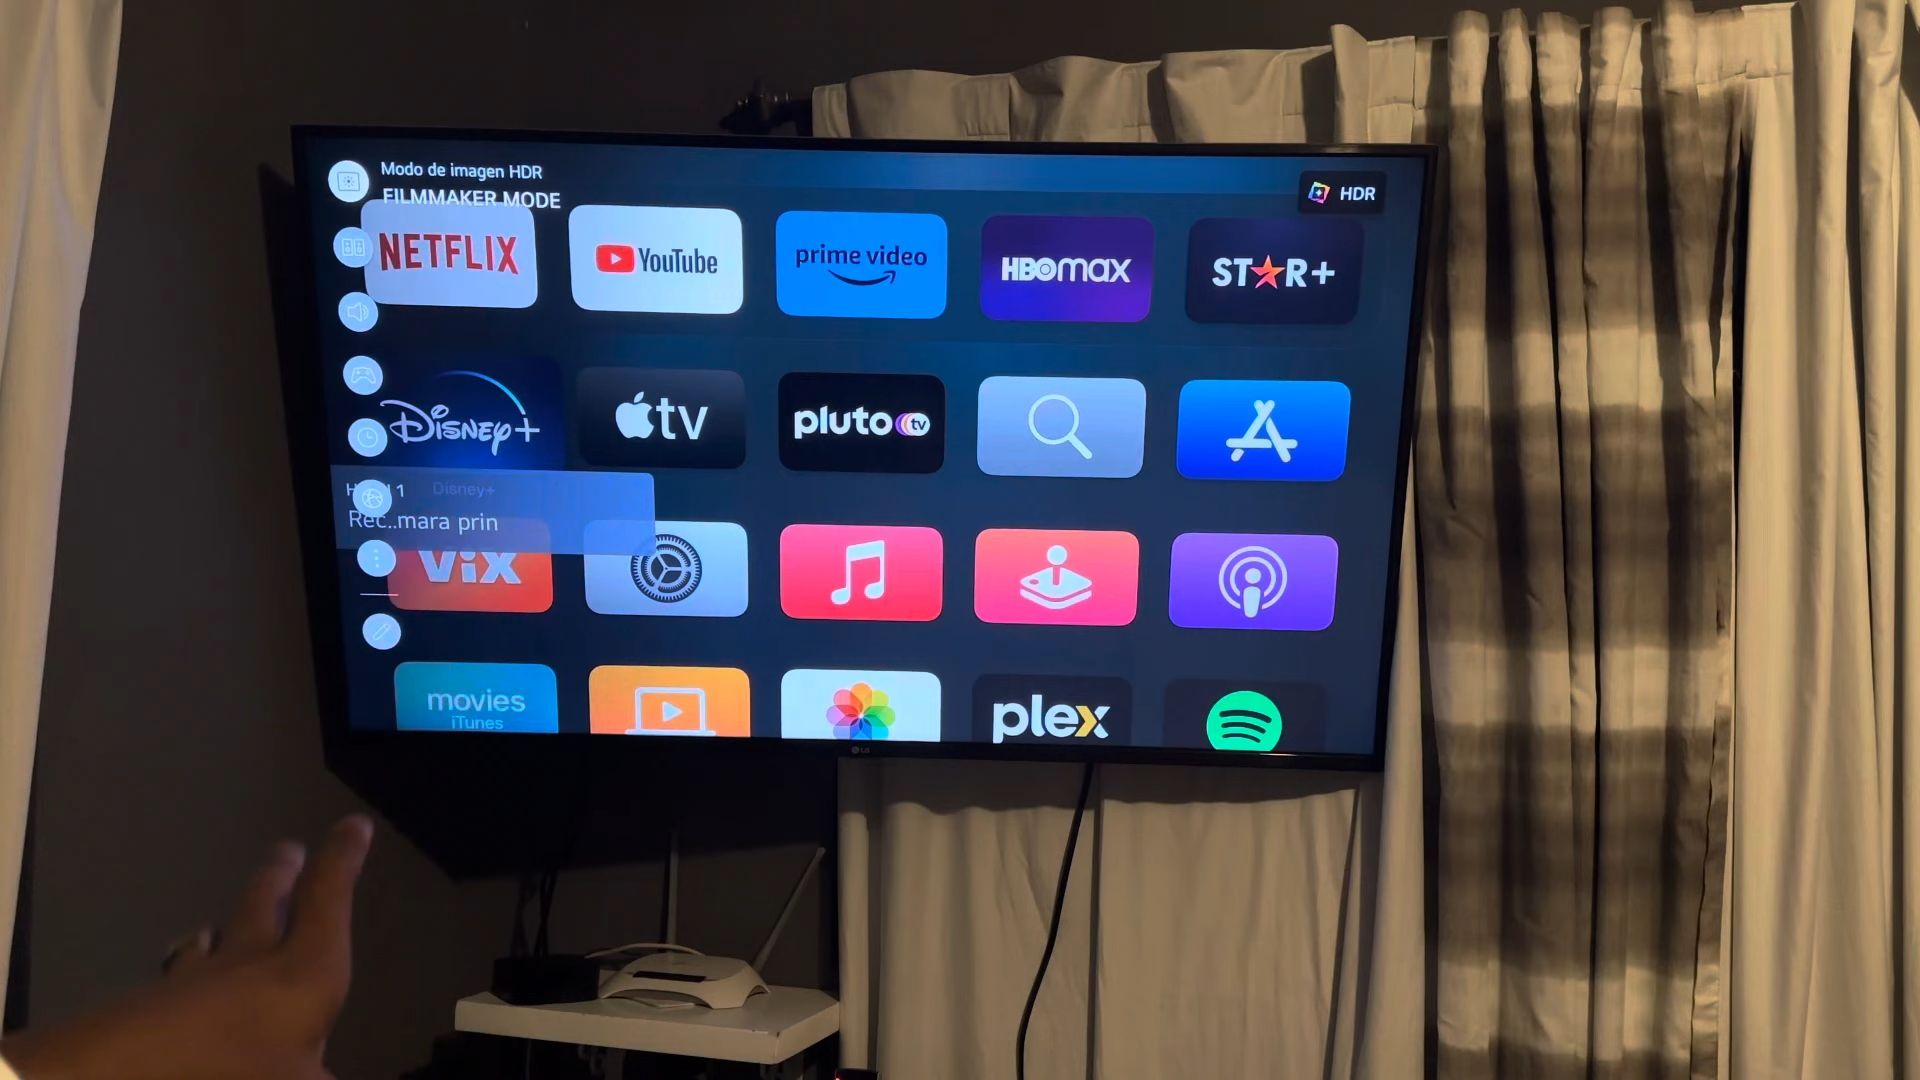 Modo de imagen HDR
FILMMAKER MODE
HDR
NETFLIX
YouTube
prime video
HBOmax
ST★R+
Disney+
tv
pluto tv
1 Disney+
Rec..mara prin
ViX
movies
iTunes
plex
LG